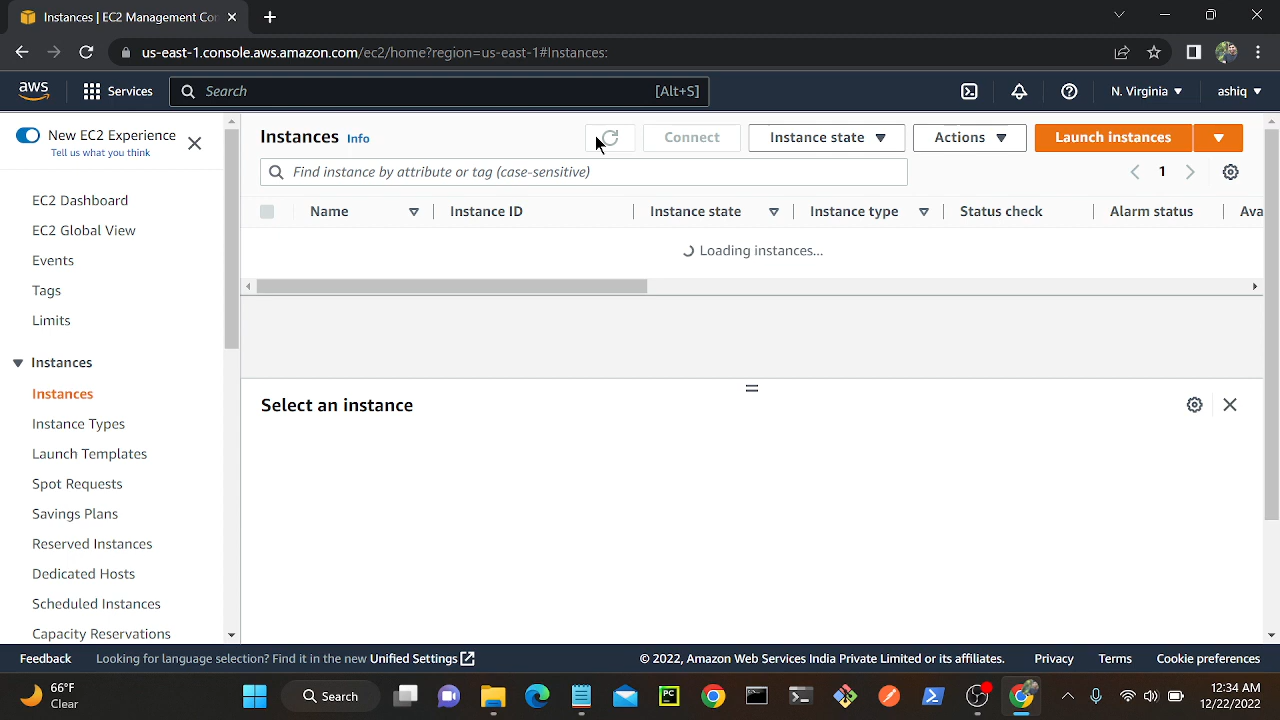 Instances | EC2 Management Co
us-east-1.console.aws.amazon.com/ec2/home?region=us-east-1#Instances:
aws
Services
Search
[Alt+S]
N. Virginia
ashiq
New EC2 Experience
Tell us what you think
EC2 Dashboard
EC2 Global View
Events
Tags
Limits
Instances
Instances
Instance Types
Launch Templates
Spot Requests
Savings Plans
Reserved Instances
Dedicated Hosts
Scheduled Instances
Capacity Reservations
Instances Info
Connect
Instance state
Actions
Launch instances
Find instance by attribute or tag (case-sensitive)
1
Name
Instance ID
Instance state
Instance type
Status check
Alarm status
Ava
Loading instances...
Select an instance
Feedback
Looking for language selection? Find it in the new Unified Settings
© 2022, Amazon Web Services India Private Limited or its affiliates.
Privacy
Terms
Cookie preferences
66°F
Clear
Search
PC
12:34 AM
12/22/2022